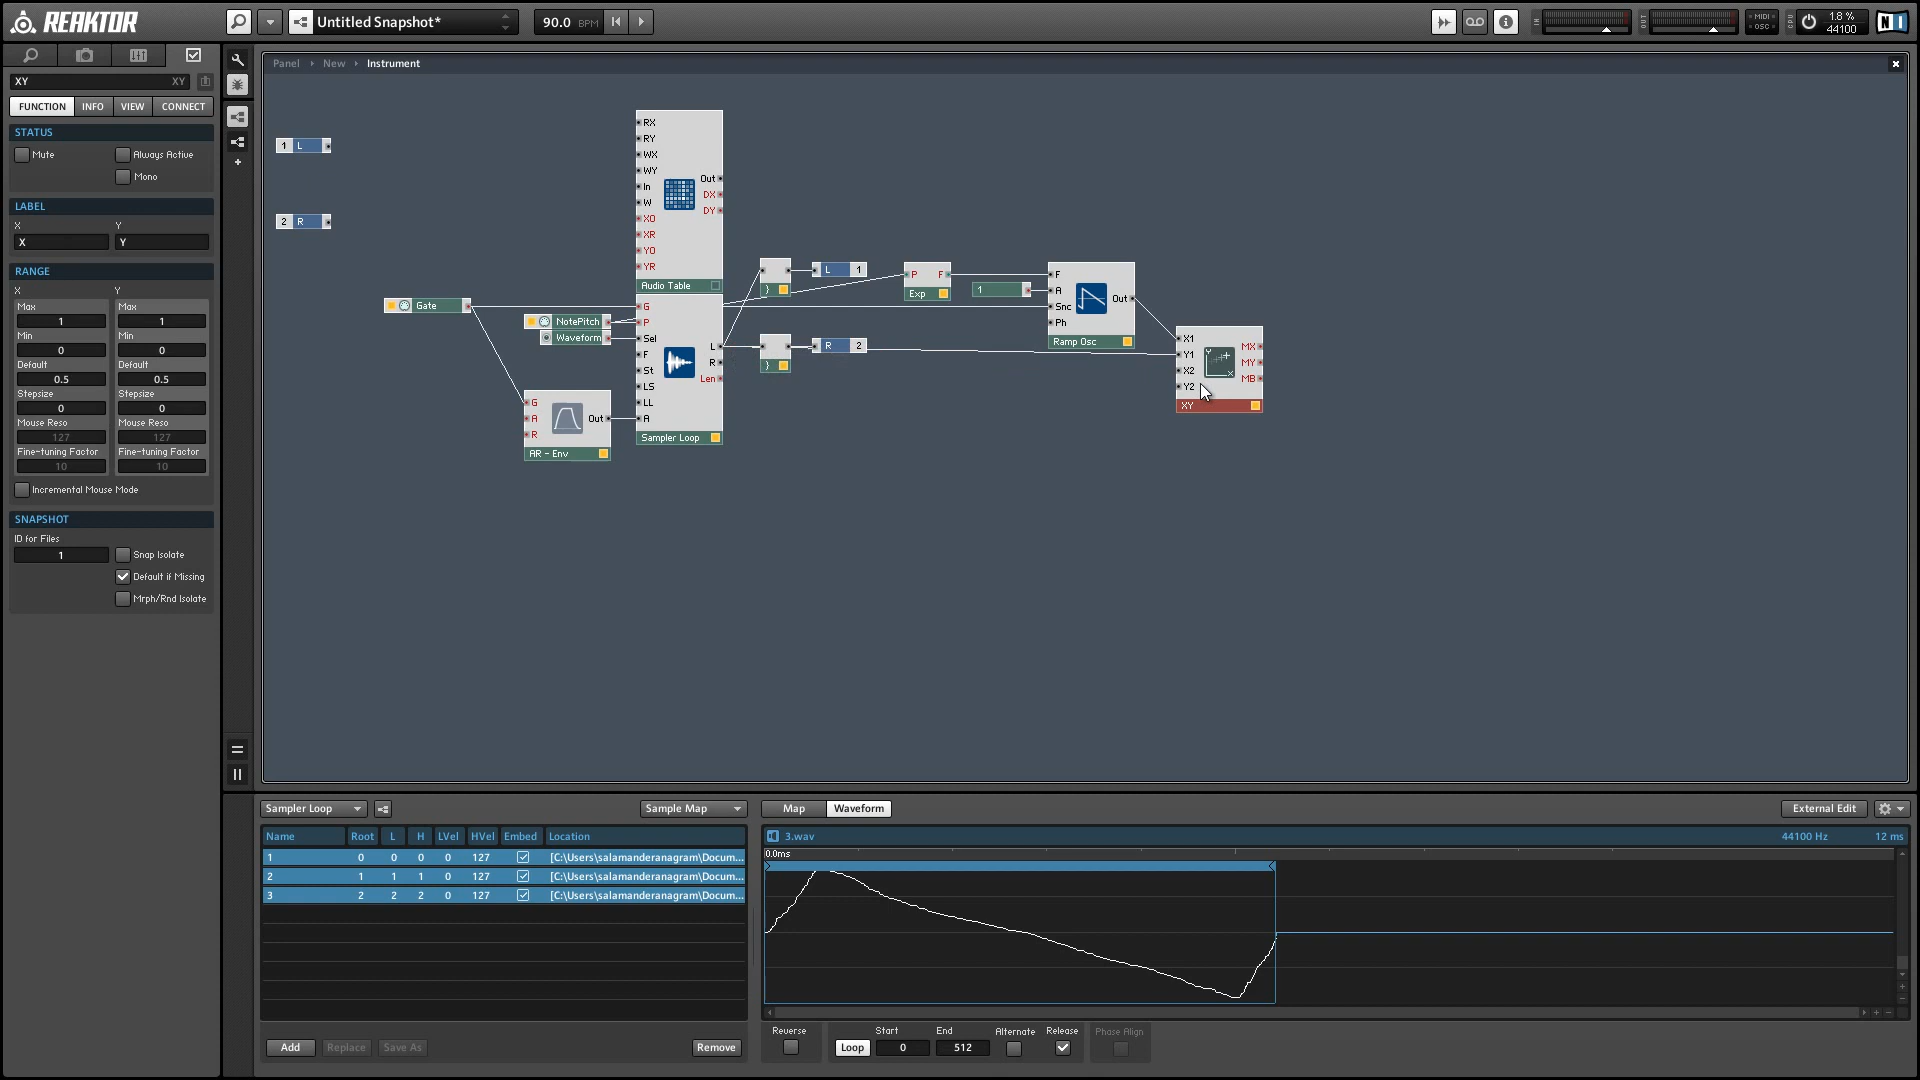 REAKTOR
Untitled Snapshot*
90.0 BPM
1.8 %
44100
MIDI
OSC
NI
XY XY
FUNCTION INFO VIEW CONNECT
STATUS
Mute Always Active
Mono
LABEL
X Y
X Y
RANGE
X Y
Max Max
1 1
Min Min
0 0
Default Default
0.5 0.5
Stepsize Stepsize
0 0
Mouse Reso Mouse Reso
127 127
Fine-tuning Factor Fine-tuning Factor
10 10
Incremental Mouse Mode
SNAPSHOT
ID for Files
1 Snap Isolate
Default if Missing
Mrph/Rnd Isolate
Panel New Instrument
1 L
2 R
RX
RY
WX
WY
In
W
XO
XR
YO
YR
Out
DX
DY
Audio Table
Gate
NotePitch
Waveform
G
P
Sel
F
St
LS
LL
A
L
R
Len
Sampler Loop
G
A
R
Out
AR - Env
}
L 1
}
R 2
P F
Exp
1
F
A
Snc
Ph
Out
Ramp Osc
X1
Y1
X2
Y2
MX
MY
MB
XY
Sampler Loop Sample Map
Name Root L H LVel HVel Embed Location
1 0 0 0 0 127 [C:\Users\salamanderanagram\Docum...
2 1 1 1 0 127 [C:\Users\salamanderanagram\Docum...
3 2 2 2 0 127 [C:\Users\salamanderanagram\Docum...
Add Replace Save As Remove
Map Waveform External Edit
3.wav 44100 Hz 12 ms
0.0ms
Reverse
Start End Alternate Release Phase Align
Loop 0 512